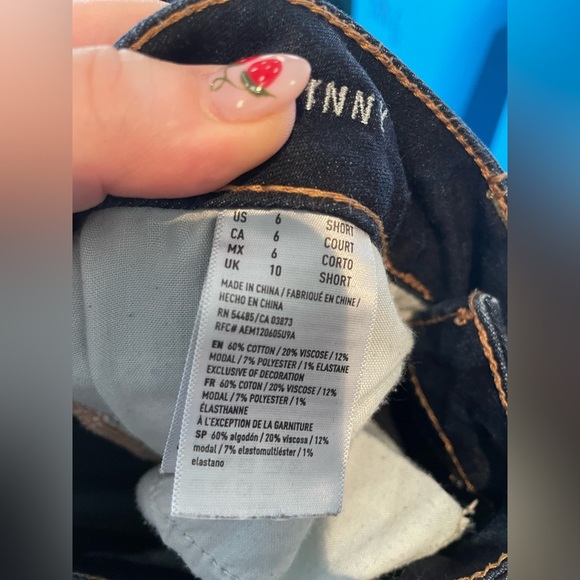 INNY
US 6 SHORT
CA 6 COURT
MX 6 CORTO
UK 10 SHORT
MADE IN CHINA / FABRIQUÉ EN CHINE /
HECHO EN CHINA
RN 54485/CA 03873
RFC# AEM120605U9A
EN 60% COTTON / 20% VISCOSE / 12%
MODAL / 7% POLYESTER / 1% ELASTANE
EXCLUSIVE OF DECORATION
FR 60% COTON / 20% VISCOSE / 12%
MODAL / 7% POLYESTER / 1%
ÉLASTHANNE
À L'EXCEPTION DE LA GARNITURE
SP 60% algodón / 20% viscosa / 12%
modal / 7% elastomultiéster / 1%
elastano